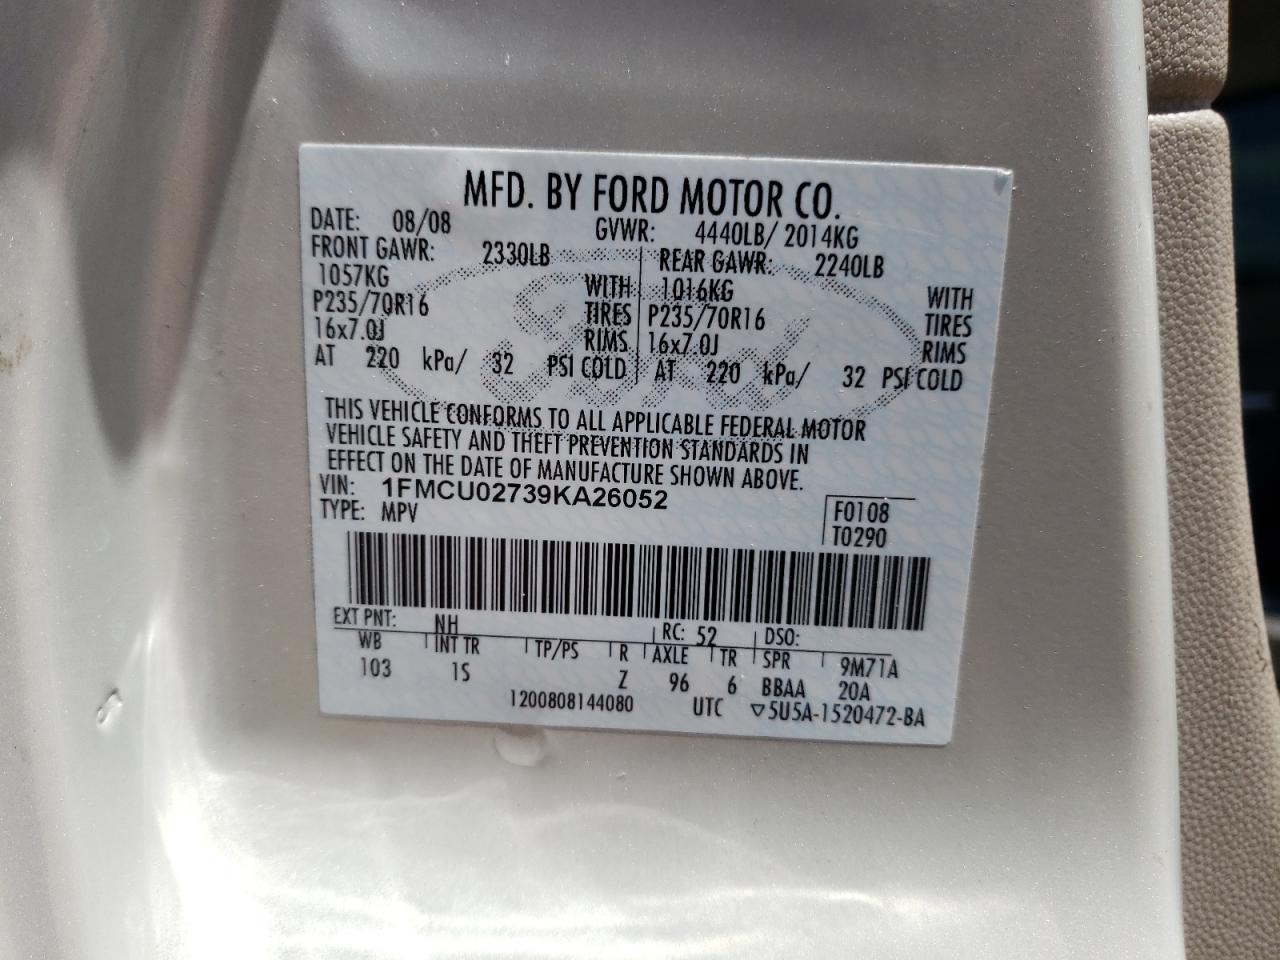 MFD. BY FORD MOTOR CO.
DATE: 08/08 GVWR: 4440LB/ 2014KG
FRONT GAWR: 2330LB REAR GAWR: 2240LB
1057KG WITH 1016KG WITH
P235/70R16 TIRES P235/70R16 TIRES
16x7.0J RIMS 16x7.0J RIMS
AT 220 kPa/ 32 PSI COLD AT 220 kPa/ 32 PSI COLD
Ford
THIS VEHICLE CONFORMS TO ALL APPLICABLE FEDERAL MOTOR
VEHICLE SAFETY AND THEFT PREVENTION STANDARDS IN
EFFECT ON THE DATE OF MANUFACTURE SHOWN ABOVE.
VIN: 1FMCU02739KA26052
TYPE: MPV
F0108
T0290
EXT PNT: NH RC: 52 DSO:
WB INT TR TP/PS R AXLE TR SPR 9M71A
103 1S Z 96 6 BBAA 20A
1200808144080 UTC ▽5U5A-1520472-BA